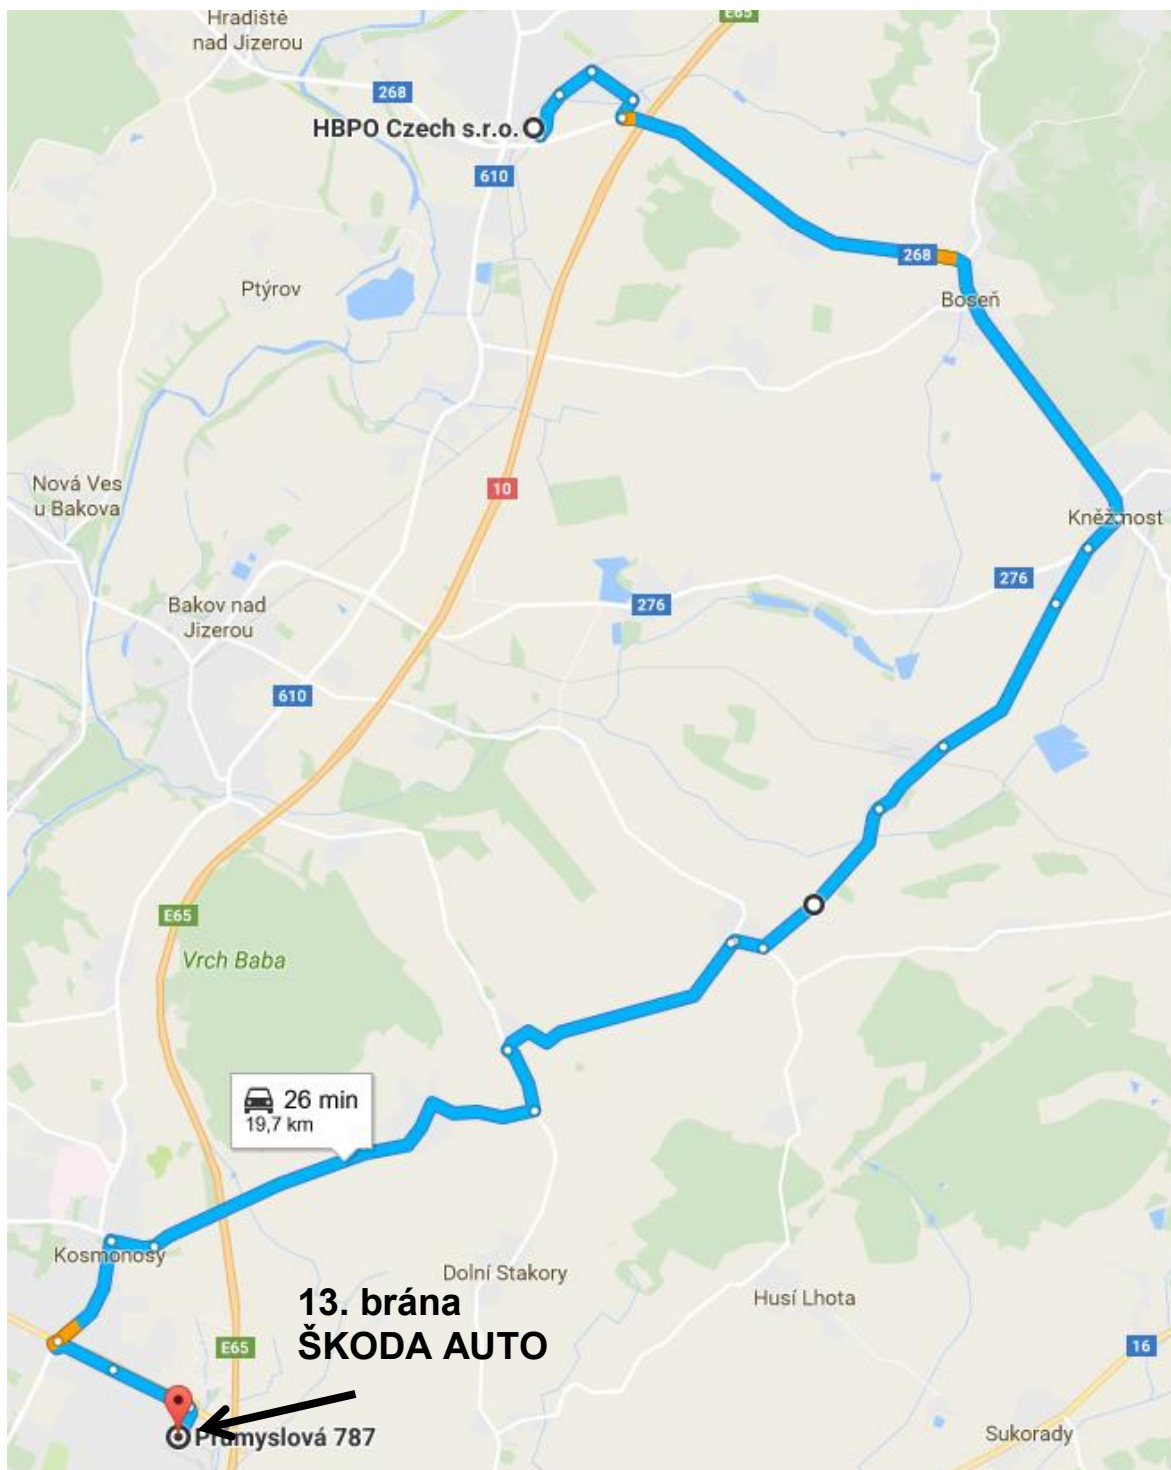 Hradiště
nad Jizerou
E65
268
HBPO Czech s.r.o.
610
268
Boseň
Ptýrov
10
Nová Ves
u Bakova
Kněžmost
276
276
Bakov nad
Jizerou
610
E65
Vrch Baba
26 min
19,7 km
Kosmonosy
Dolní Stakory
Husí Lhota
13. brána
ŠKODA AUTO
E65
16
Průmyslová 787
Sukorady